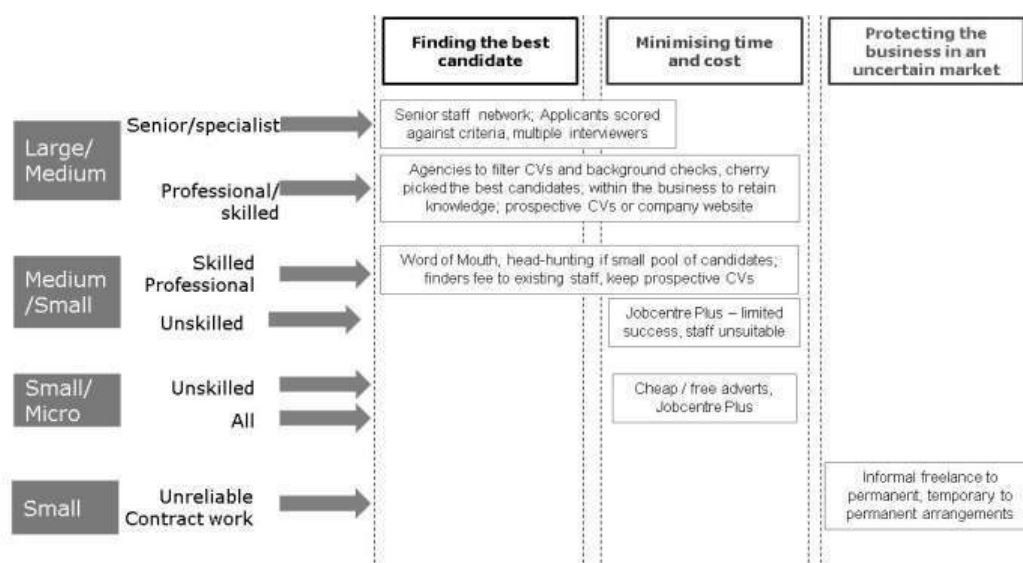 Finding the best
candidate
Minimising time
and cost
Protecting the
business in an
uncertain market
Large/
Medium
Senior/specialist
Senior staff network; Applicants scored
against criteria, multiple interviewers
Professional/
skilled
Agencies to filter CVs and background checks, cherry
picked the best candidates; within the business to retain
knowledge; prospective CVs or company website
Medium
/Small
Skilled
Professional
Word of Mouth, head-hunting if small pool of candidates;
finders fee to existing staff, keep prospective CVs
Unskilled
Jobcentre Plus – limited
success, staff unsuitable
Small/
Micro
Unskilled
All
Cheap / free adverts,
Jobcentre Plus
Small
Unreliable
Contract work
Informal freelance to
permanent; temporary to
permanent arrangements